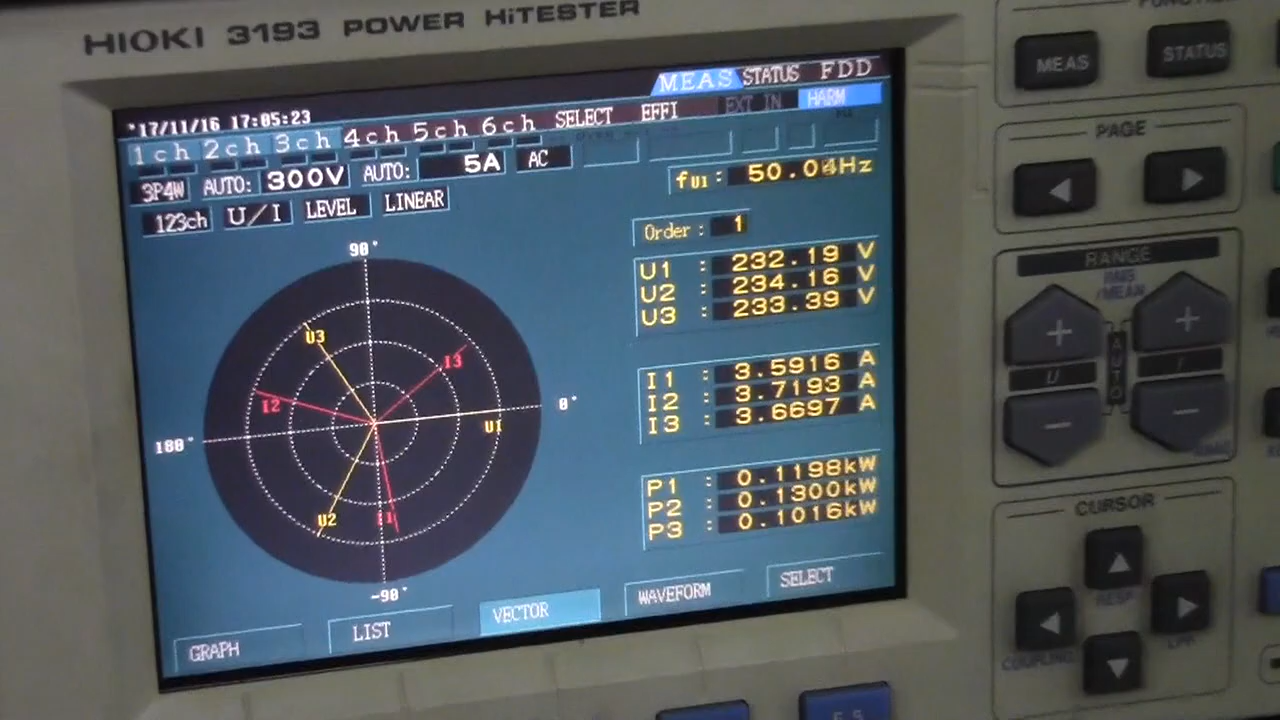 HIOKI 3193 POWER HiTESTER
MEAS STATUS FDD
'17/11/16 17:05:23
SELECT EFFI EXT IN HARM
1ch 2ch 3ch 4ch 5ch 6ch
3P4W AUTO: 300V AUTO: 5A AC
123ch U/I LEVEL LINEAR
fU1: 50.04Hz
Order: 1
U1 : 232.19 V
U2 : 234.16 V
U3 : 233.39 V
I1 : 3.5916 A
I2 : 3.7193 A
I3 : 3.6697 A
P1 : 0.1198kW
P2 : 0.1300kW
P3 : 0.1016kW
90°
U3
I3
I2
0°
U1
180°
U2
I1
-90°
GRAPH LIST VECTOR WAVEFORM SELECT
MEAS STATUS
PAGE
RANGE
RMS
/MEAN
+ +
U AUTO I
− −
CURSOR
COUPLING